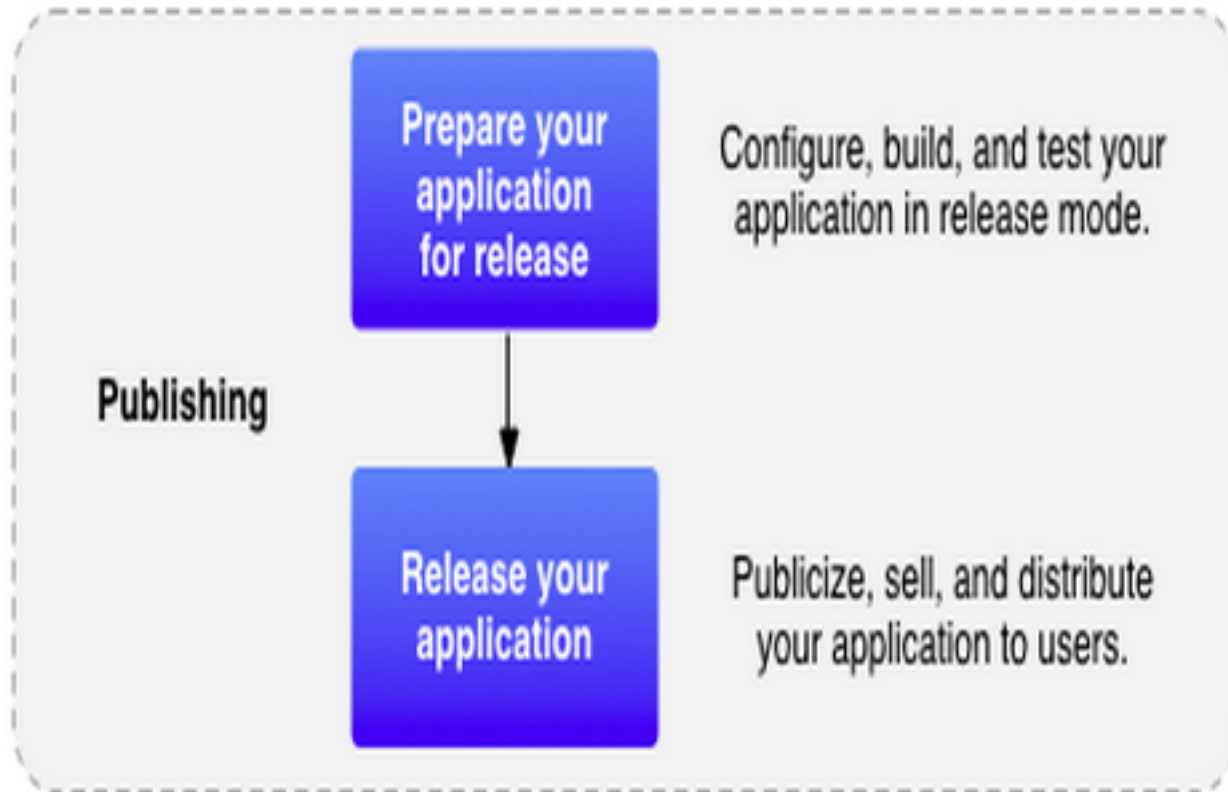 Prepare your
application
for release
Configure, build, and test your
application in release mode.
Publishing
Release your
application
Publicize, sell, and distribute
your application to users.